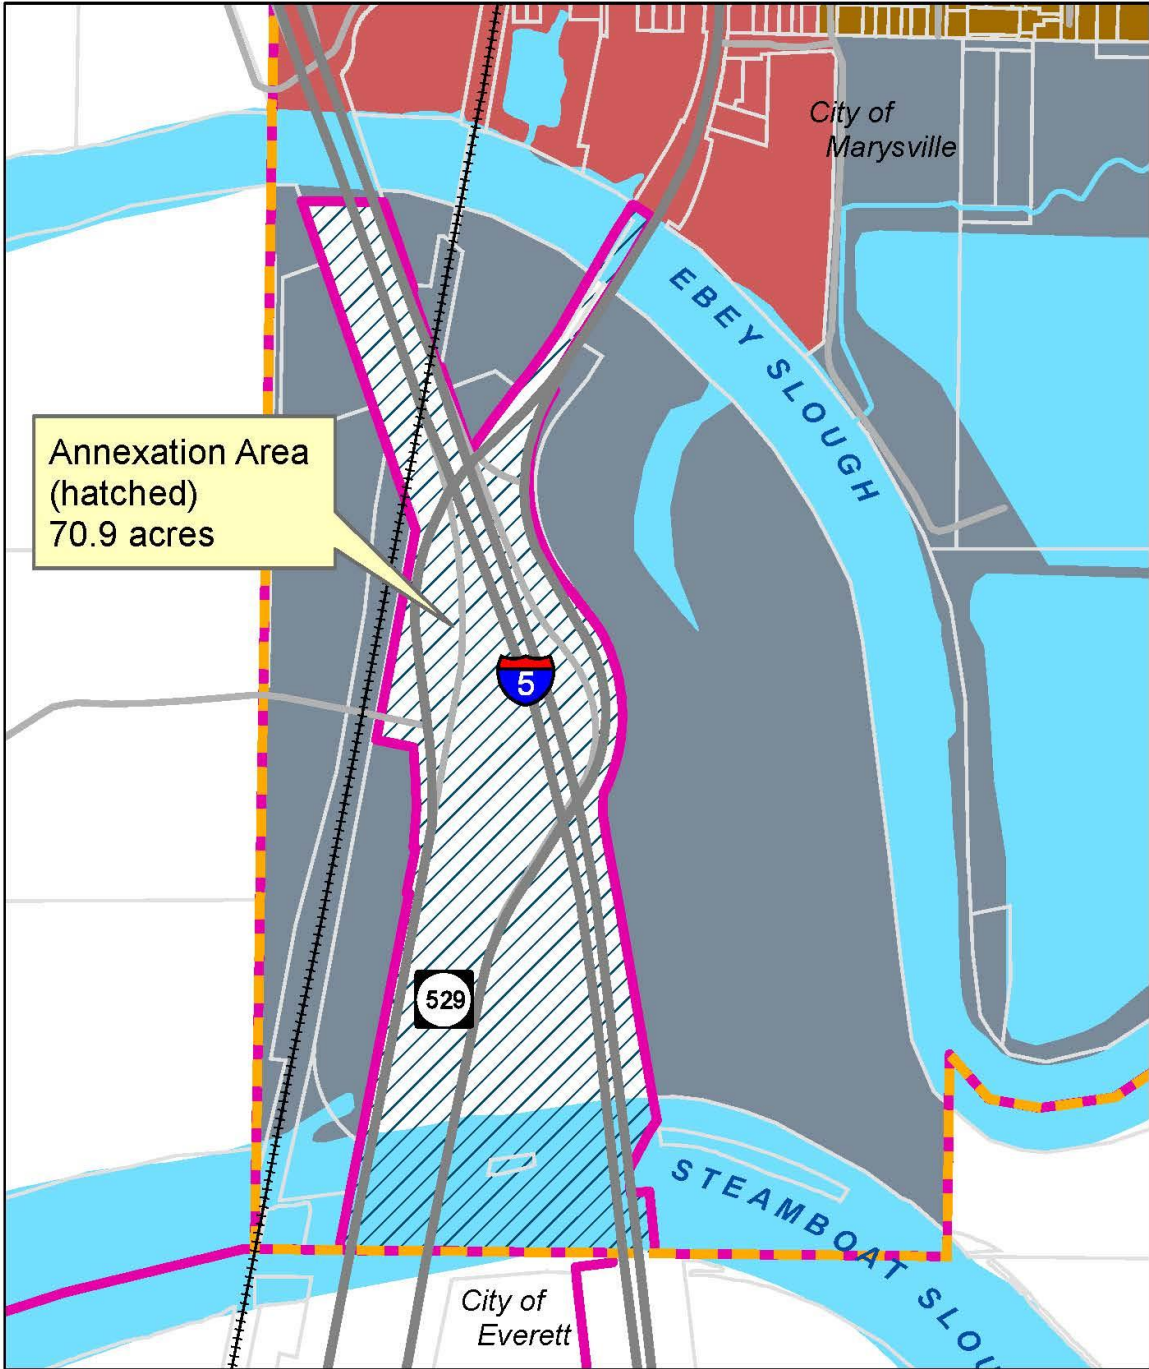 City of
Marysville
EBEY SLOUGH
Annexation Area
(hatched)
70.9 acres
5
529
STEAMBOAT SLOU
City of
Everett